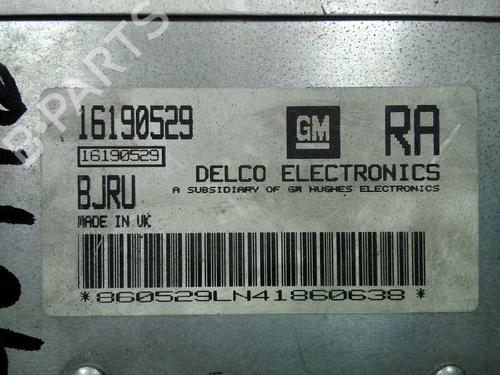 16190529
GM
RA
16190529
DELCO ELECTRONICS
A SUBSIDIARY OF GM HUGHES ELECTRONICS
BJRU
MADE IN UK
*860529LN41860638*
B-PARTS